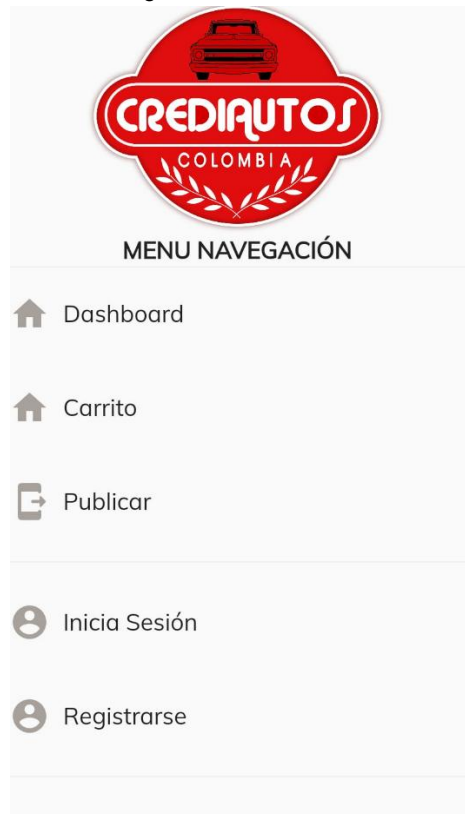 CREDIAUTOS
COLOMBIA
MENU NAVEGACIÓN
Dashboard
Carrito
Publicar
Inicia Sesión
Registrarse